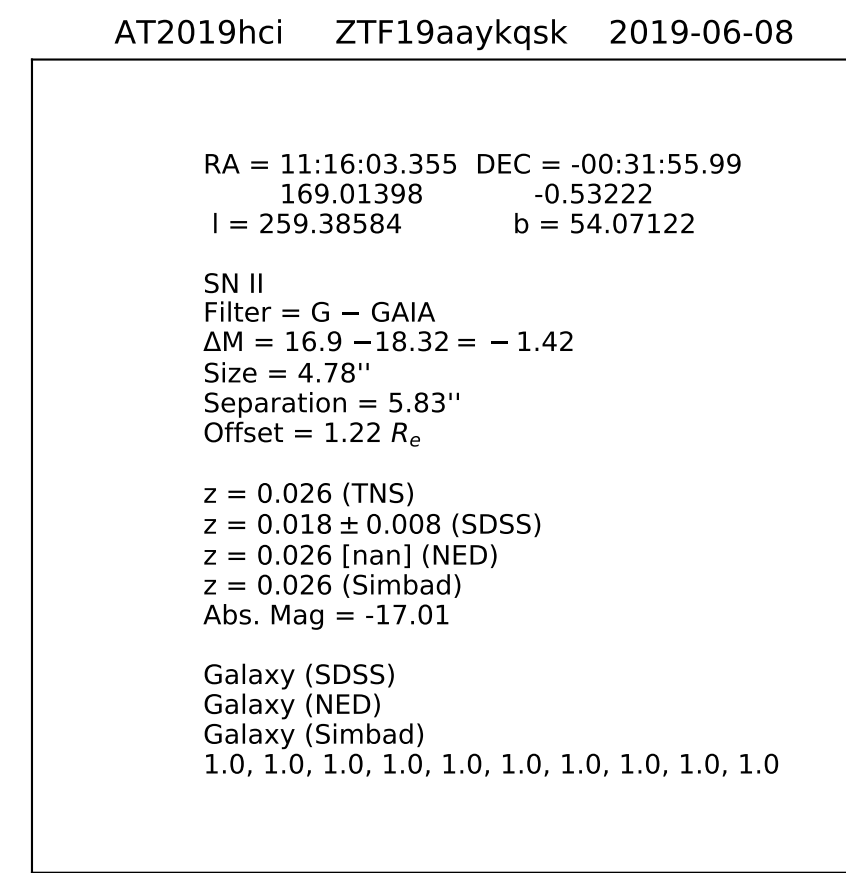 AT2019hci ZTF19aaykqsk 2019-06-08
RA = 11:16:03.355 DEC = -00:31:55.99
169.01398 -0.53222
l = 259.38584 b = 54.07122
SN II
Filter = G − GAIA
ΔM = 16.9 −18.32 = − 1.42
Size = 4.78''
Separation = 5.83''
Offset = 1.22 Rₑ
z = 0.026 (TNS)
z = 0.018 ± 0.008 (SDSS)
z = 0.026 [nan] (NED)
z = 0.026 (Simbad)
Abs. Mag = -17.01
Galaxy (SDSS)
Galaxy (NED)
Galaxy (Simbad)
1.0, 1.0, 1.0, 1.0, 1.0, 1.0, 1.0, 1.0, 1.0, 1.0